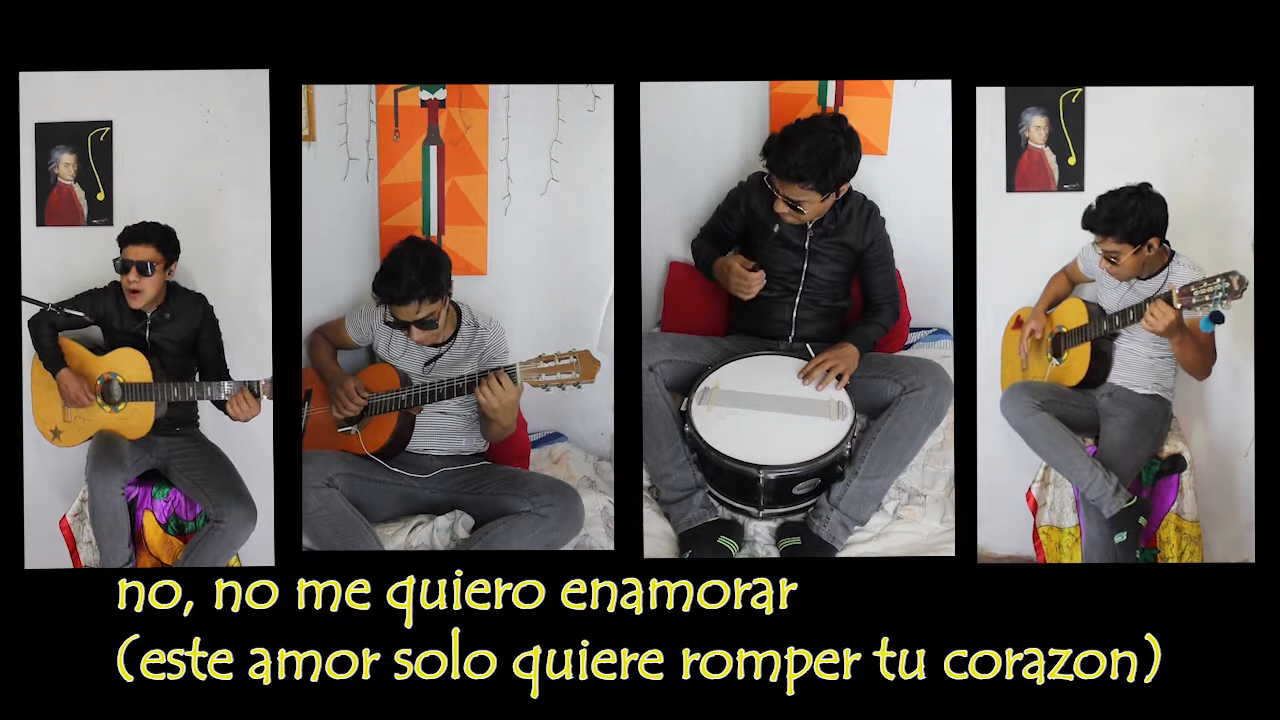 no, no me quiero enamorar
(este amor solo quiere romper tu corazon)